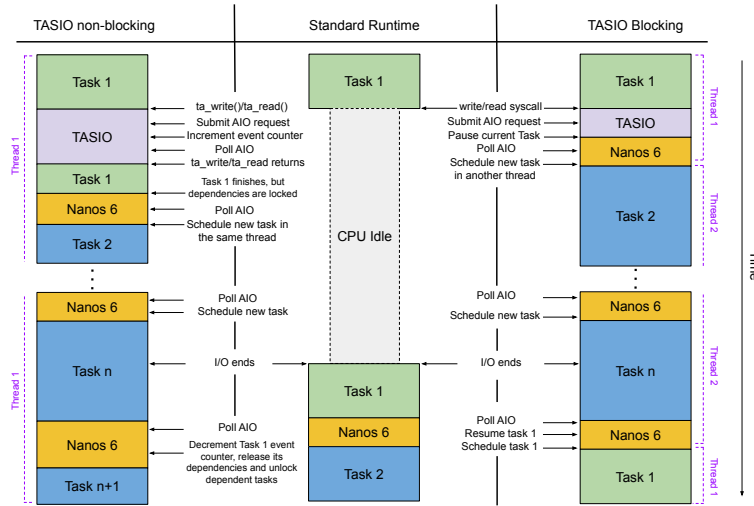 TASIO non-blocking
Standard Runtime
TASIO Blocking
Thread 1
Task 1
TASIO
Task 1
Nanos 6
Task 2
ta_write()/ta_read()
Submit AIO request
Increment event counter
Poll AIO
ta_write/ta_read returns
Task 1 finishes, but
dependencies are locked
Poll AIO
Schedule new task in
the same thread
Thread 1
Nanos 6
Task n
Nanos 6
Task n+1
Poll AIO
Schedule new task
I/O ends
Poll AIO
Decrement Task 1 event
counter, release its
dependencies and unlock
dependent tasks
Task 1
CPU Idle
Task 1
Nanos 6
Task 2
write/read syscall
Submit AIO request
Pause current Task
Poll AIO
Schedule new task
in another thread
Task 1
TASIO
Nanos 6
Task 2
Thread 1
Thread 2
Poll AIO
Schedule new task
I/O ends
Poll AIO
Resume task 1
Schedule task 1
Nanos 6
Task n
Nanos 6
Task 1
Thread 2
Thread 1